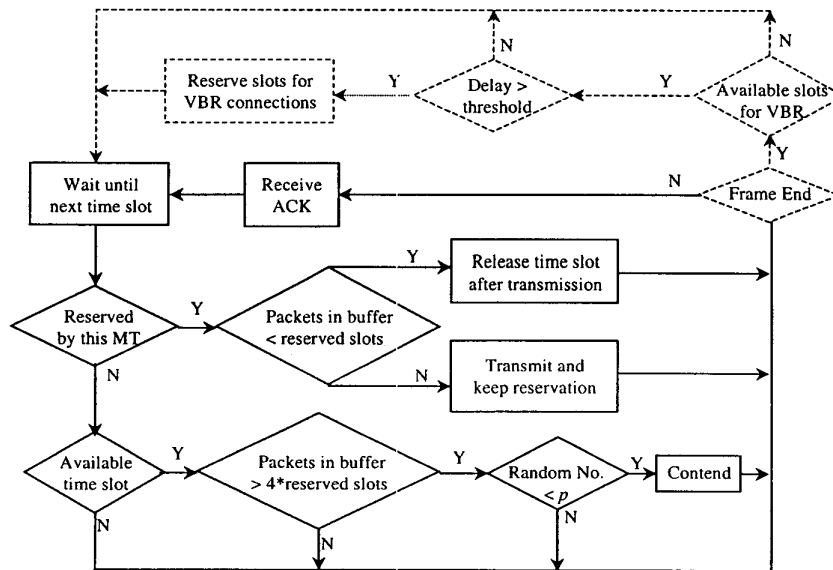 N
N
Reserve slots for
VBR connections
Y
Delay >
threshold
Y
Available slots
for VBR
Y
Wait until
next time slot
Receive
ACK
N
Frame End
Y
Release time slot
after transmission
Reserved
by this MT
Y
Packets in buffer
< reserved slots
N
N
Transmit and
keep reservation
Available
time slot
Y
Packets in buffer
> 4*reserved slots
Y
Random No.
< p
Y
Contend
N
N
N